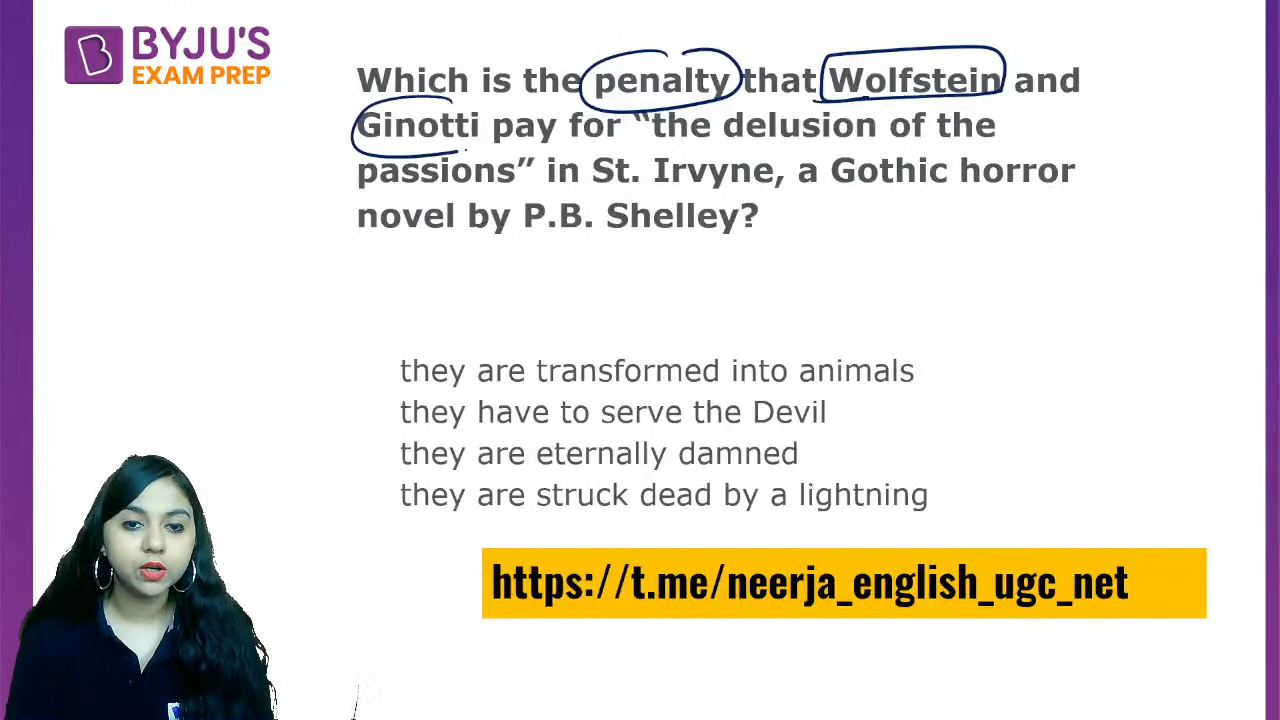 BYJU'S
EXAM PREP
Which is the penalty that Wolfstein and
Ginotti pay for “the delusion of the
passions” in St. Irvyne, a Gothic horror
novel by P.B. Shelley?
they are transformed into animals
they have to serve the Devil
they are eternally damned
they are struck dead by a lightning
https://t.me/neerja_english_ugc_net